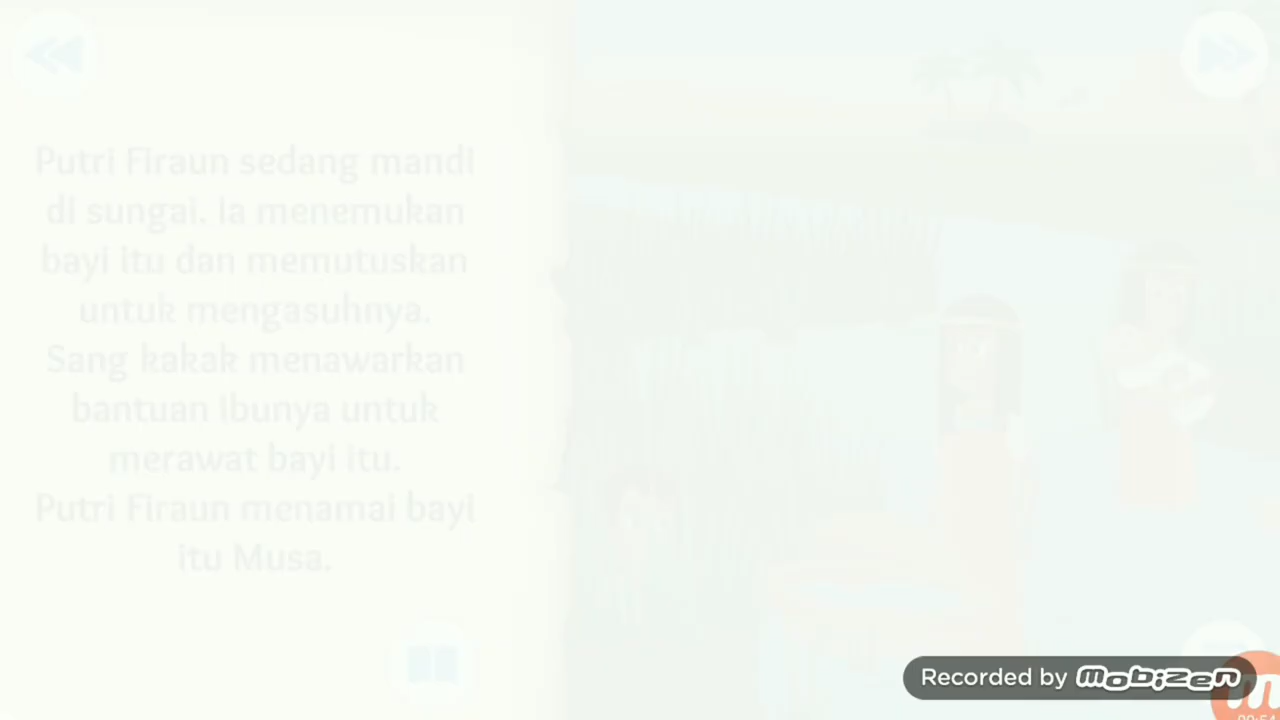 Putri Firaun sedang mandi
di sungai. ia menemukan
bayi itu dan memutuskan
untuk mengasuhnya.
Sang kakak menawarkan
bantuan ibunya untuk
merawat bayi itu.
Putri Firaun menamai bayi
itu Musa.
Recorded by mobizen